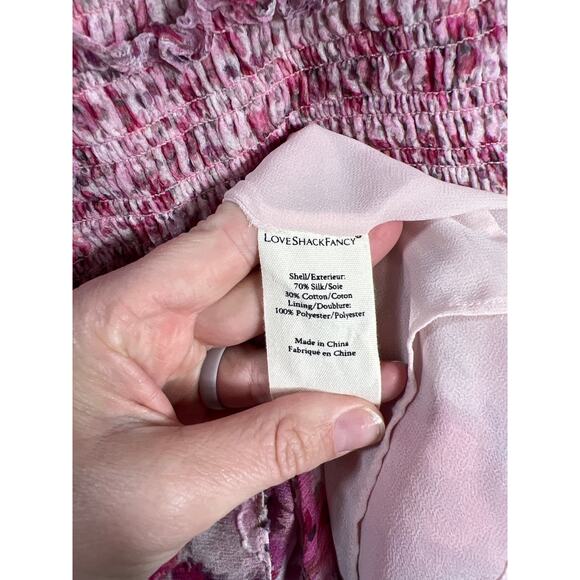 LOVESHACKFANCY®
Shell/Exterieur:
70% Silk/Soie
30% Cotton/Coton
Lining/Doublure:
100% Polyester/Polyester
Made in China
Fabriqué en Chine